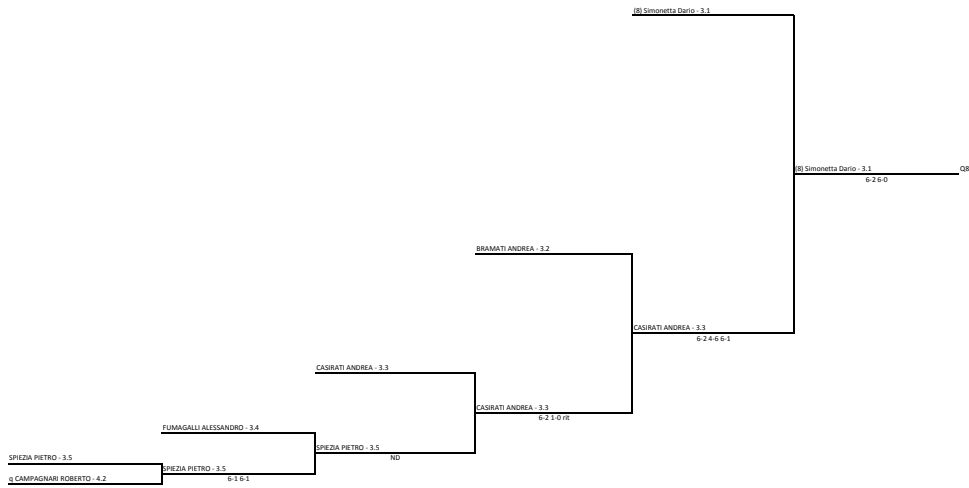 (8) Simonetta Dario - 3.1
(8) Simonetta Dario - 3.1
Q8
6-2 6-0
BRAMATI ANDREA - 3.2
CASIRATI ANDREA - 3.3
6-2 4-6 6-1
CASIRATI ANDREA - 3.3
CASIRATI ANDREA - 3.3
6-2 1-0 rit
FUMAGALLI ALESSANDRO - 3.4
SPIEZIA PIETRO - 3.5
ND
SPIEZIA PIETRO - 3.5
SPIEZIA PIETRO - 3.5
6-1 6-1
q CAMPAGNARI ROBERTO - 4.2